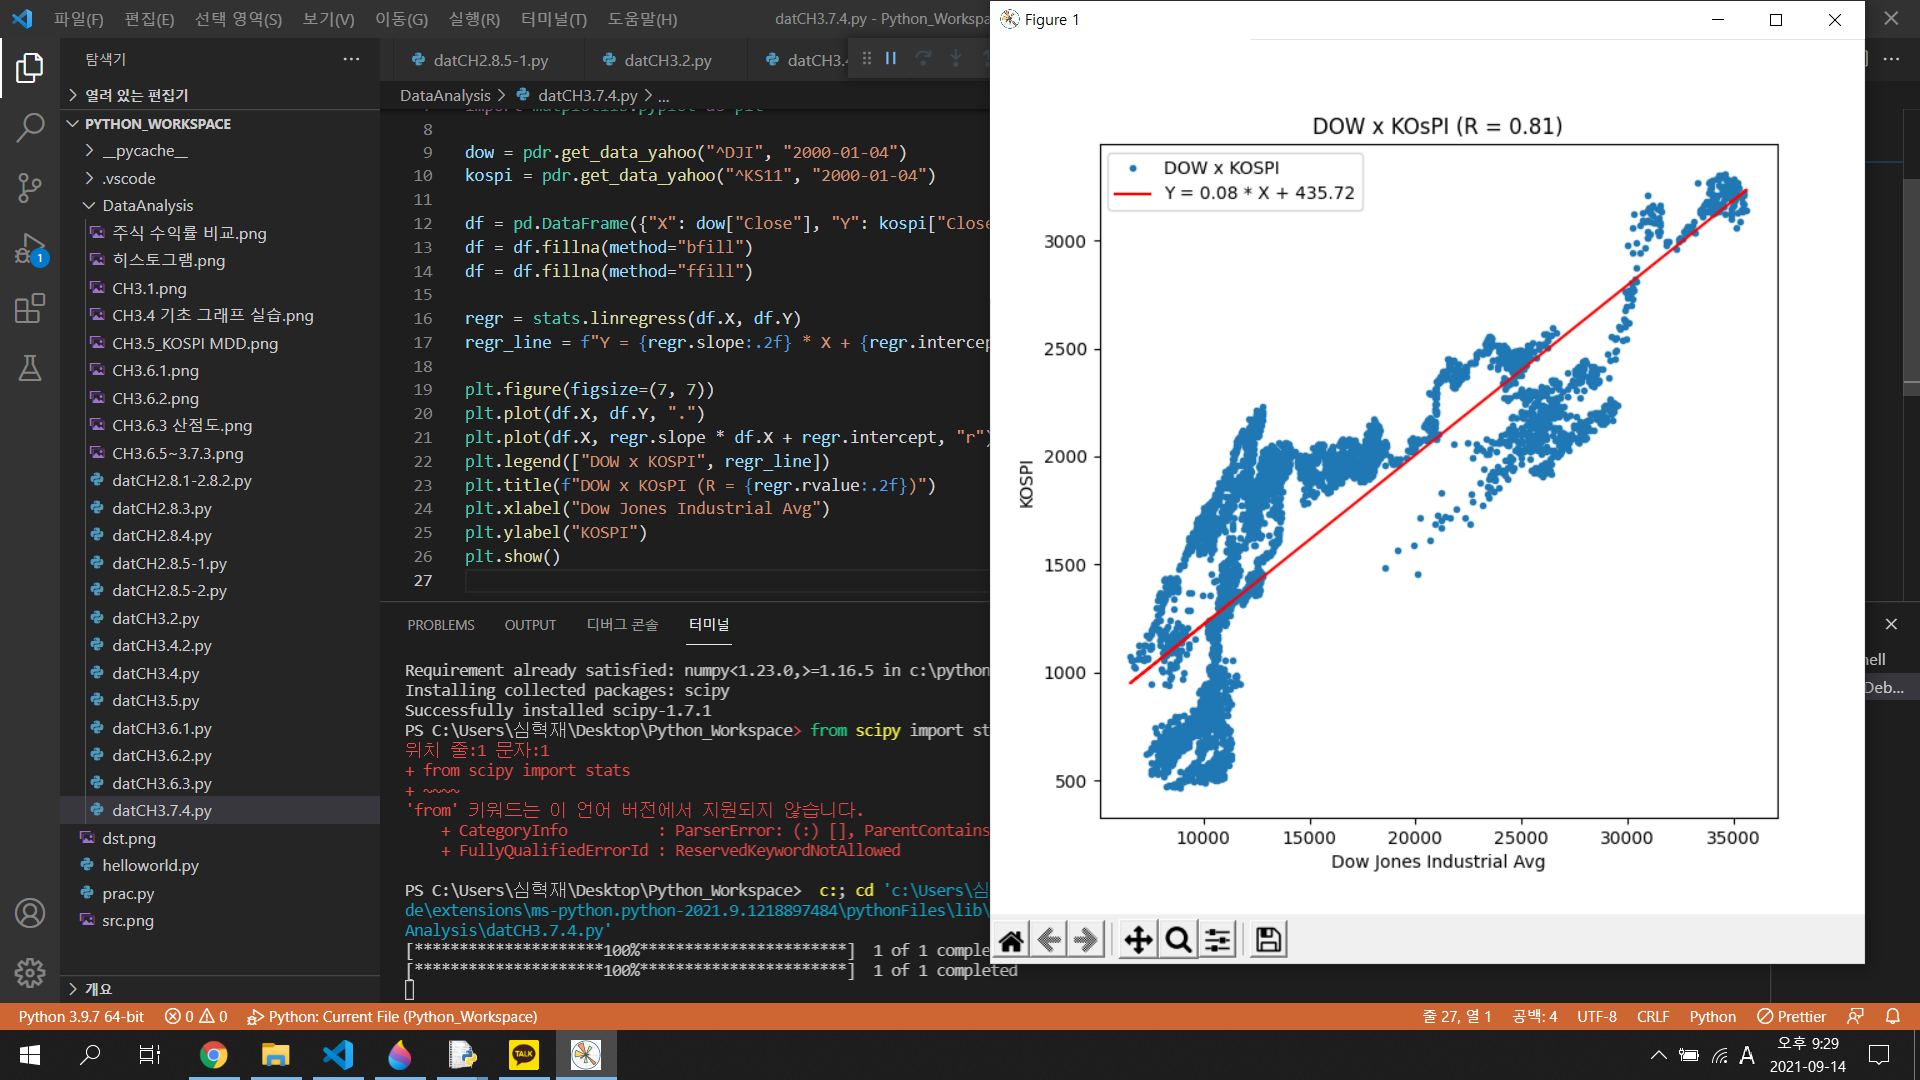 파일(F) 편집(E) 선택 영역(S) 보기(V) 이동(G) 실행(R) 터미널(T) 도움말(H)
datCH3.7.4.py - Python_Workspa
탐색기
열려 있는 편집기
PYTHON_WORKSPACE
__pycache__
.vscode
DataAnalysis
주식 수익률 비교.png
히스토그램.png
CH3.1.png
CH3.4 기초 그래프 실습.png
CH3.5_KOSPI MDD.png
CH3.6.1.png
CH3.6.2.png
CH3.6.3 산점도.png
CH3.6.5~3.7.3.png
datCH2.8.1-2.8.2.py
datCH2.8.3.py
datCH2.8.4.py
datCH2.8.5-1.py
datCH2.8.5-2.py
datCH3.2.py
datCH3.4.2.py
datCH3.4.py
datCH3.5.py
datCH3.6.1.py
datCH3.6.2.py
datCH3.6.3.py
datCH3.7.4.py
dst.png
helloworld.py
prac.py
src.png
개요
1
datCH2.8.5-1.py datCH3.2.py datCH3.4
DataAnalysis > datCH3.7.4.py > ...
import matplotlib.pyplot as plt
8
9 dow = pdr.get_data_yahoo("^DJI", "2000-01-04")
10 kospi = pdr.get_data_yahoo("^KS11", "2000-01-04")
11
12 df = pd.DataFrame({"X": dow["Close"], "Y": kospi["Close
13 df = df.fillna(method="bfill")
14 df = df.fillna(method="ffill")
15
16 regr = stats.linregress(df.X, df.Y)
17 regr_line = f"Y = {regr.slope:.2f} * X + {regr.intercep
18
19 plt.figure(figsize=(7, 7))
20 plt.plot(df.X, df.Y, ".")
21 plt.plot(df.X, regr.slope * df.X + regr.intercept, "r")
22 plt.legend(["DOW x KOSPI", regr_line])
23 plt.title(f"DOW x KOsPI (R = {regr.rvalue:.2f})")
24 plt.xlabel("Dow Jones Industrial Avg")
25 plt.ylabel("KOSPI")
26 plt.show()
27
PROBLEMS OUTPUT 디버그 콘솔 터미널
Requirement already satisfied: numpy<1.23.0,>=1.16.5 in c:\python
Installing collected packages: scipy
Successfully installed scipy-1.7.1
PS C:\Users\심혁재\Desktop\Python_Workspace> from scipy import st
위치 줄:1 문자:1
+ from scipy import stats
+ ~~~~
'from' 키워드는 이 언어 버전에서 지원되지 않습니다.
+ CategoryInfo : ParserError: (:) [], ParentContains
+ FullyQualifiedErrorId : ReservedKeywordNotAllowed
PS C:\Users\심혁재\Desktop\Python_Workspace> c:; cd 'c:\Users\심
de\extensions\ms-python.python-2021.9.1218897484\pythonFiles\lib\
Analysis\datCH3.7.4.py'
[*********************100%***********************] 1 of 1 comple
[*********************100%***********************] 1 of 1 completed
hell
Deb...
Figure 1
DOW x KOsPI (R = 0.81)
DOW x KOSPI
Y = 0.08 * X + 435.72
3000
2500
2000
1500
1000
500
KOSPI
10000 15000 20000 25000 30000 35000
Dow Jones Industrial Avg
Python 3.9.7 64-bit 0 0 Python: Current File (Python_Workspace)
줄 27, 열 1 공백: 4 UTF-8 CRLF Python Prettier
TALK
A
오후 9:29
2021-09-14